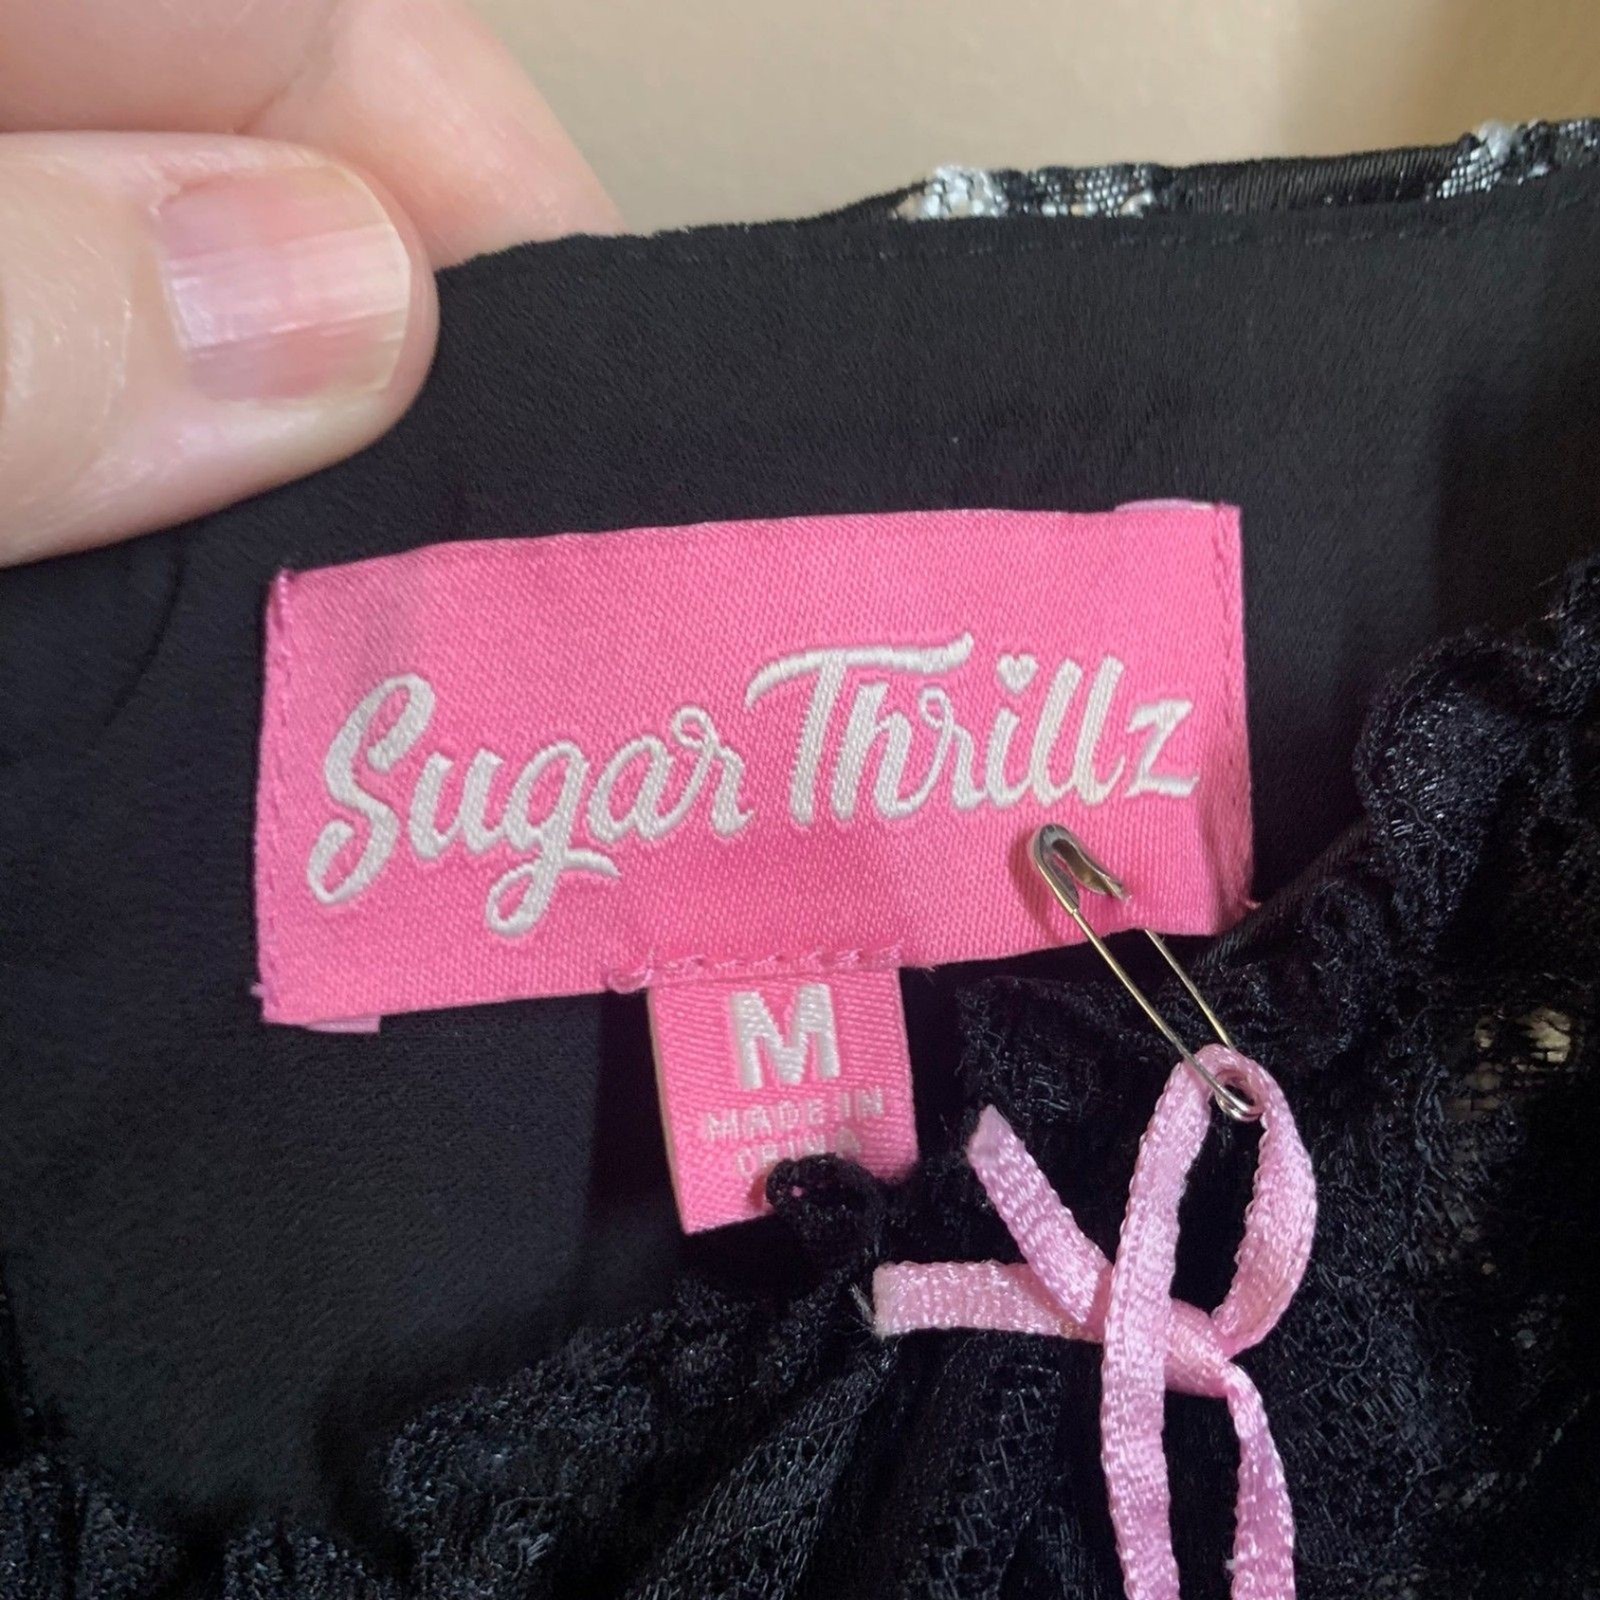 Sugar Thrillz
M
MADE IN
CHINA